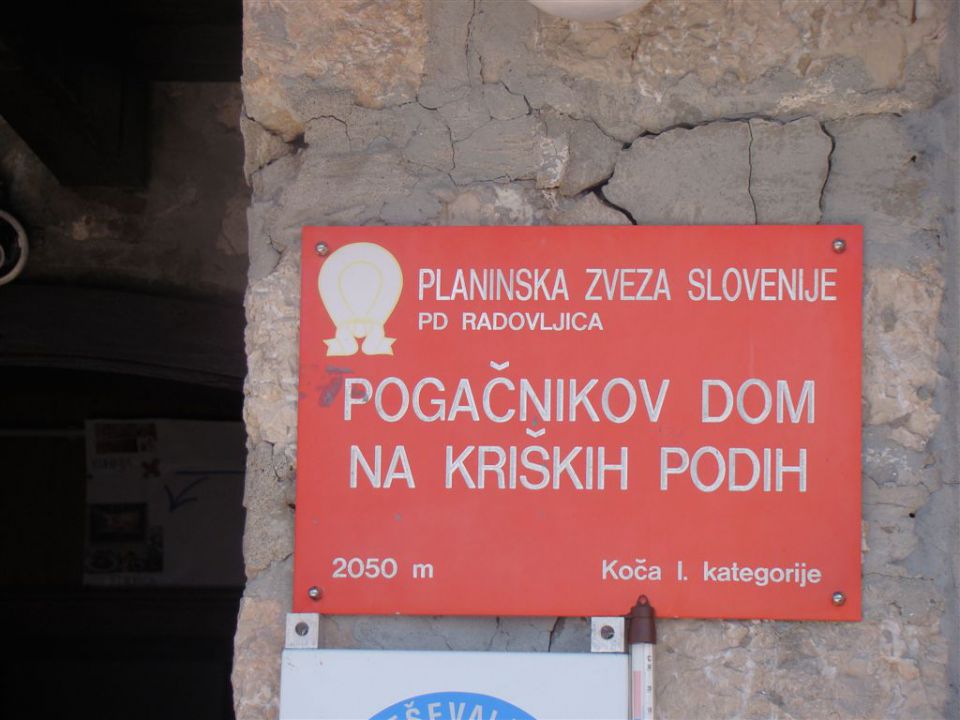 PLANINSKA ZVEZA SLOVENIJE
PD RADOVLJICA
POGAČNIKOV DOM
NA KRIŠKIH PODIH
2050 m Koča I. kategorije